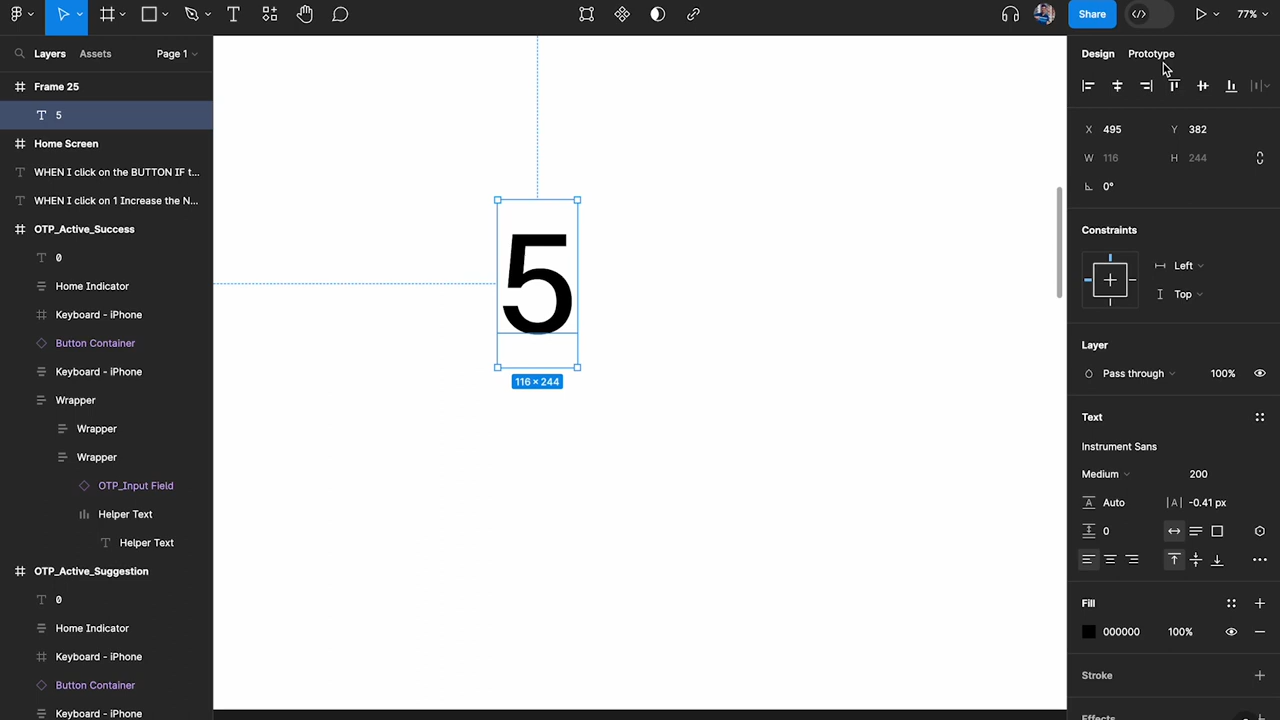 Share
77%
Layers
Assets
Page 1
Frame 25
5
Home Screen
WHEN I click on the BUTTON IF t...
WHEN I click on 1 Increase the N...
OTP_Active_Success
0
Home Indicator
Keyboard - iPhone
Button Container
Keyboard - iPhone
Wrapper
Wrapper
Wrapper
OTP_Input Field
Helper Text
Helper Text
OTP_Active_Suggestion
0
Home Indicator
Keyboard - iPhone
Button Container
Keyboard - iPhone
5
116 × 244
Design
Prototype
X 495
Y 382
W 116
H 244
0°
Constraints
Left
Top
Layer
Pass through
100%
Text
Instrument Sans
Medium
200
Auto
|A| -0.41 px
0
Fill
000000
100%
Stroke
Effects